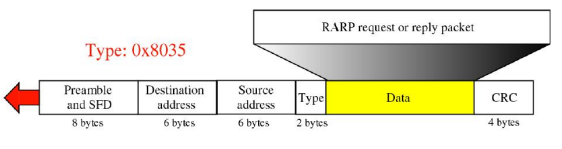 RARP request or reply packet
Type: 0x8035
Preamble and SFD
Destination address
Source address
Type
Data
CRC
8 bytes
6 bytes
6 bytes
2 bytes
4 bytes